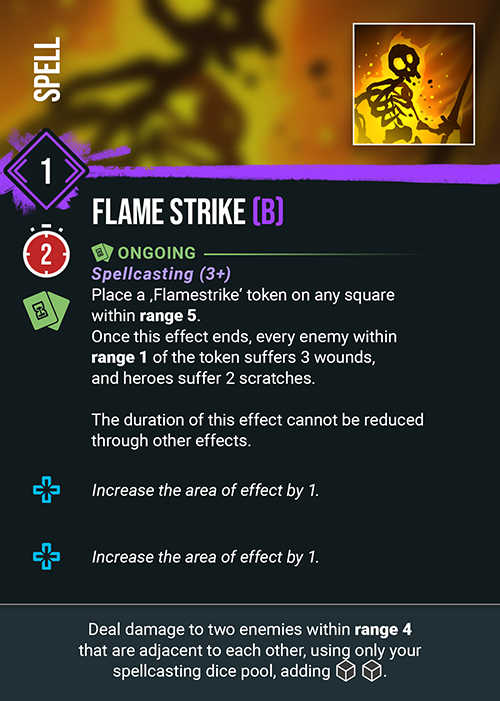 SPELL
1
FLAME STRIKE (B)
2
ONGOING
Spellcasting (3+)
Place a ‚Flamestrike‘ token on any square
within range 5.
Once this effect ends, every enemy within
range 1 of the token suffers 3 wounds,
and heroes suffer 2 scratches.
The duration of this effect cannot be reduced
through other effects.
Increase the area of effect by 1.
Increase the area of effect by 1.
Deal damage to two enemies within range 4
that are adjacent to each other, using only your
spellcasting dice pool, adding .